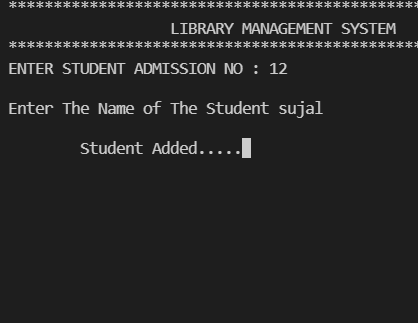 **********************************************
LIBRARY MANAGEMENT SYSTEM
**********************************************
ENTER STUDENT ADMISSION NO : 12
Enter The Name of The Student sujal
Student Added.....